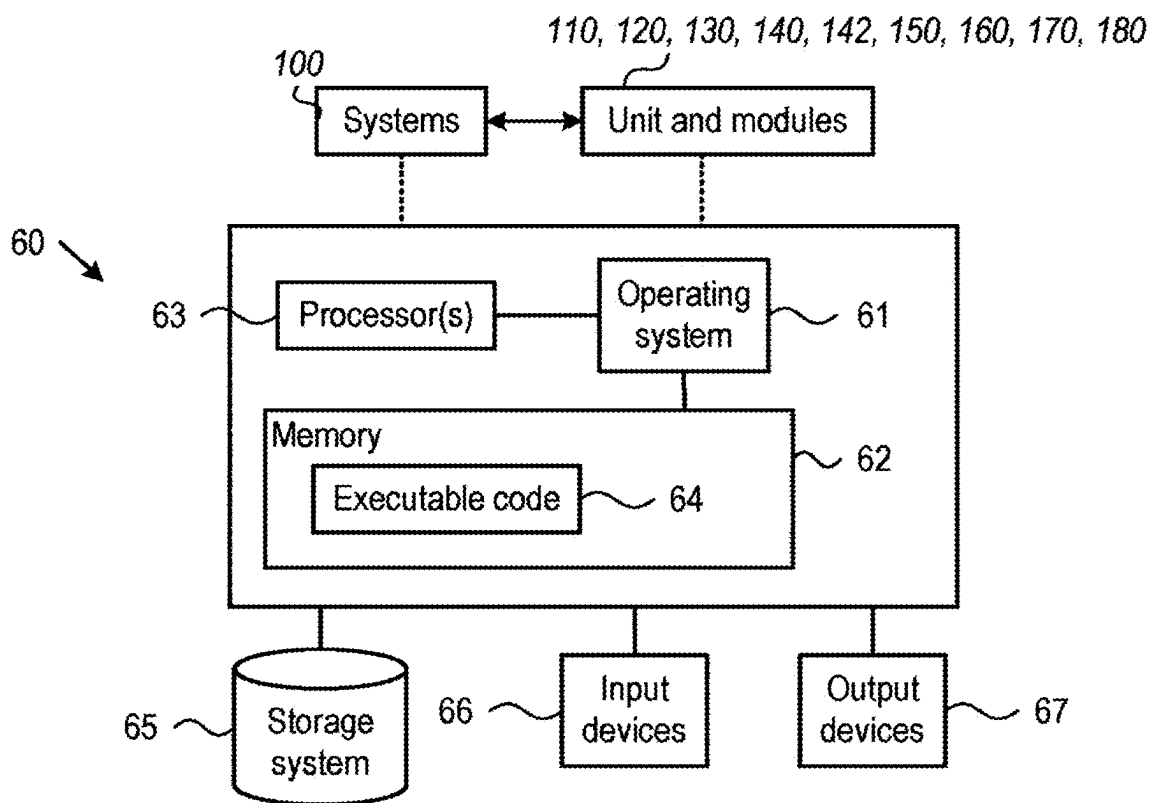 110, 120, 130, 140, 142, 150, 160, 170, 180
100
Systems
Unit and modules
60
63
Processor(s)
Operating
system
61
Memory
62
Executable code
64
65
Storage
system
66
Input
devices
Output
devices
67